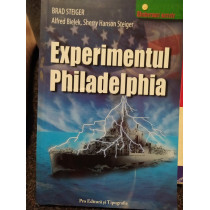 BRAD STEIGER
Alfred Bielek, Sherry Hansen Steiger
Experimentul
Philadelphia
Pro Editură și Tipografie